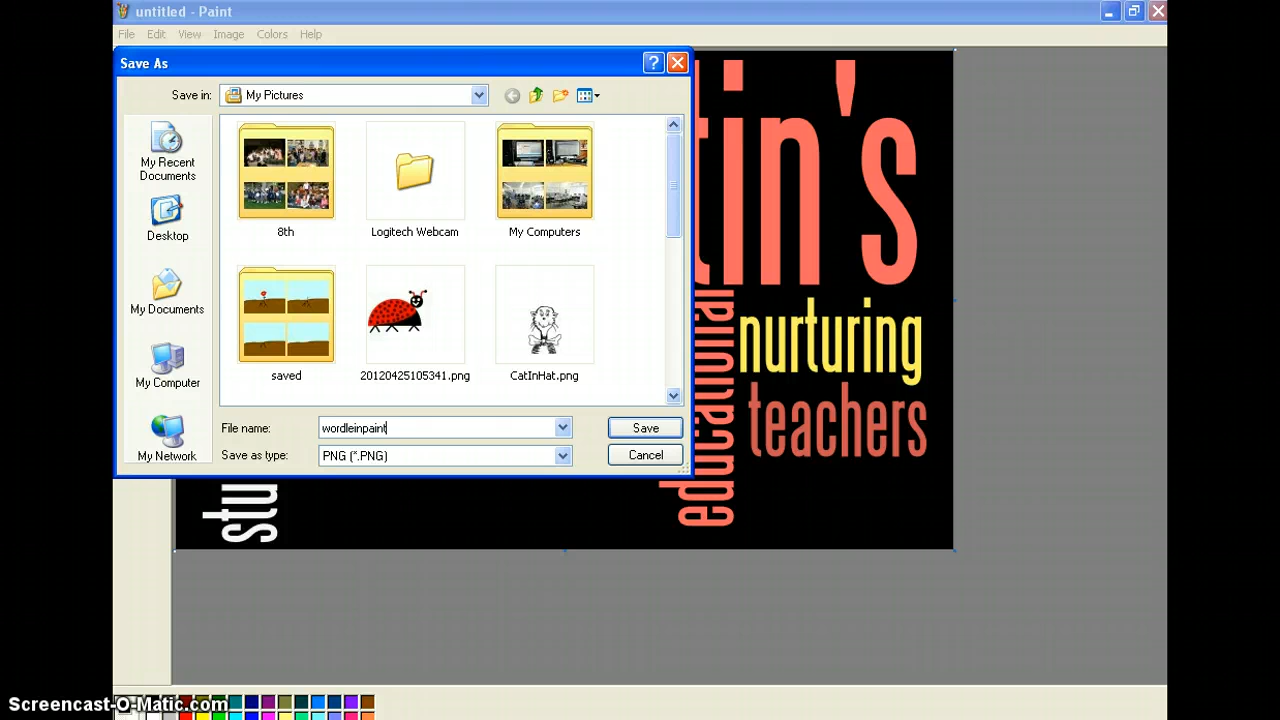 untitled - Paint
File Edit View Image Colors Help
Save As
Save in: My Pictures
My Recent
Documents
Desktop
My Documents
My Computer
My Network
8th
Logitech Webcam
My Computers
saved
20120425105341.png
CatInHat.png
File name: wordleinpaint Save
Save as type: PNG (*.PNG) Cancel
tin's
educational
nurturing
teachers
stu
Screencast-O-Matic.com